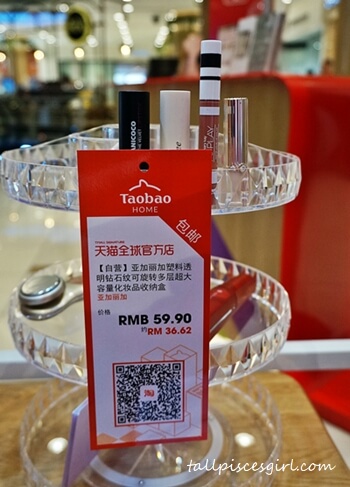 Taobao
HOME
包邮
天猫全球官方店
【自营】亚加丽加塑料透
明钻石纹可旋转多层超大
容量化妆品收纳盒
亚加丽加
价格
RMB 59.90
约RM 36.62
淘
tallpiscesgirl.com